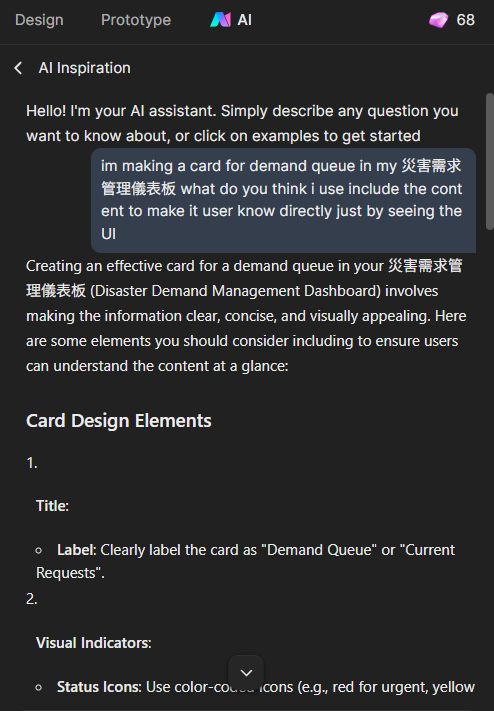 Design Prototype AI 68
AI Inspiration
Hello! I'm your AI assistant. Simply describe any question you
want to know about, or click on examples to get started
im making a card for demand queue in my 災害需求
管理儀表板 what do you think i use include the cont
ent to make it user know directly just by seeing the
UI
Creating an effective card for a demand queue in your 災害需求管
理儀表板 (Disaster Demand Management Dashboard) involves
making the information clear, concise, and visually appealing. Here
are some elements you should consider including to ensure users
can understand the content at a glance:
Card Design Elements
1.
Title:
Label: Clearly label the card as "Demand Queue" or "Current
Requests".
2.
Visual Indicators:
Status Icons: Use color-coded icons (e.g., red for urgent, yellow